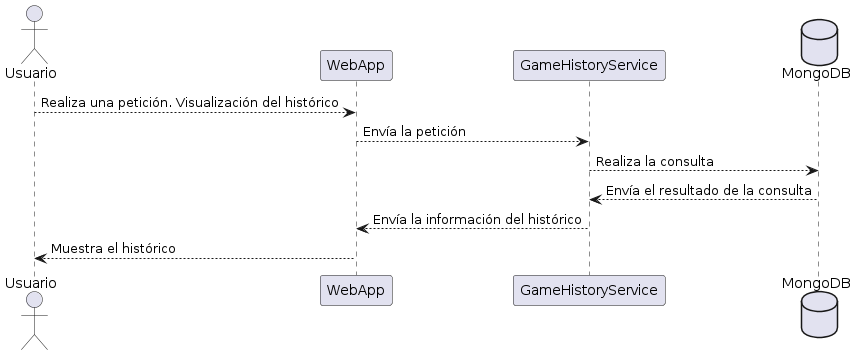 Usuario
WebApp
GameHistoryService
MongoDB
Realiza una petición. Visualización del histórico
Envía la petición
Realiza la consulta
Envía el resultado de la consulta
Envía la información del histórico
Muestra el histórico
Usuario
WebApp
GameHistoryService
MongoDB